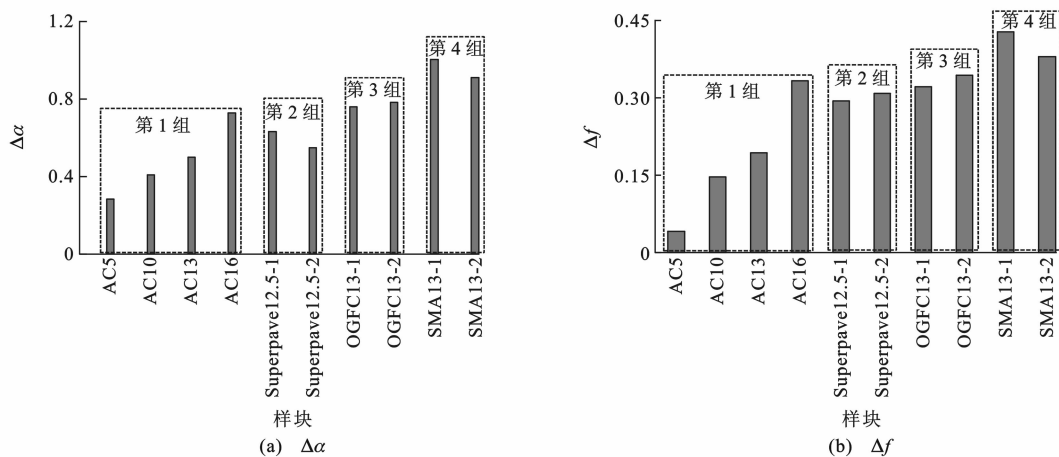 1.2
0.8
0.4
0
Δα
第 1 组
第 2 组
第 3 组
第 4 组
AC5
AC10
AC13
AC16
Superpave12.5-1
Superpave12.5-2
OGFC13-1
OGFC13-2
SMA13-1
SMA13-2
样块
(a) Δα
0.45
0.30
0.15
0
Δf
第 1 组
第 2 组
第 3 组
第 4 组
AC5
AC10
AC13
AC16
Superpave12.5-1
Superpave12.5-2
OGFC13-1
OGFC13-2
SMA13-1
SMA13-2
样块
(b) Δf